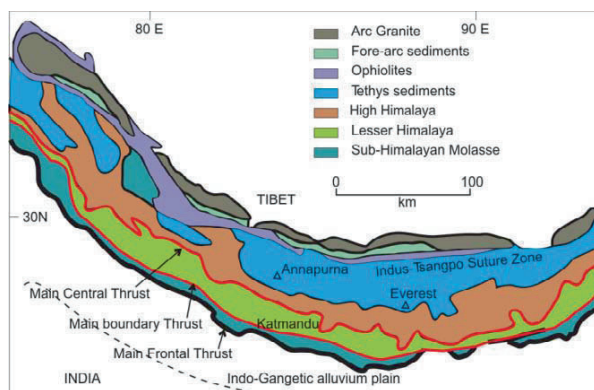 80 E
90 E
Arc Granite
Fore-arc sediments
Ophiolites
Tethys sediments
High Himalaya
Lesser Himalaya
Sub-Himalayan Molasse
TIBET
0
100
km
30N
Indus-Tsangpo Suture Zone
Annapurna
Everest
Main Central Thrust
Main boundary Thrust
Katmandu
Main Frontal Thrust
INDIA
Indo-Gangetic alluvium plain